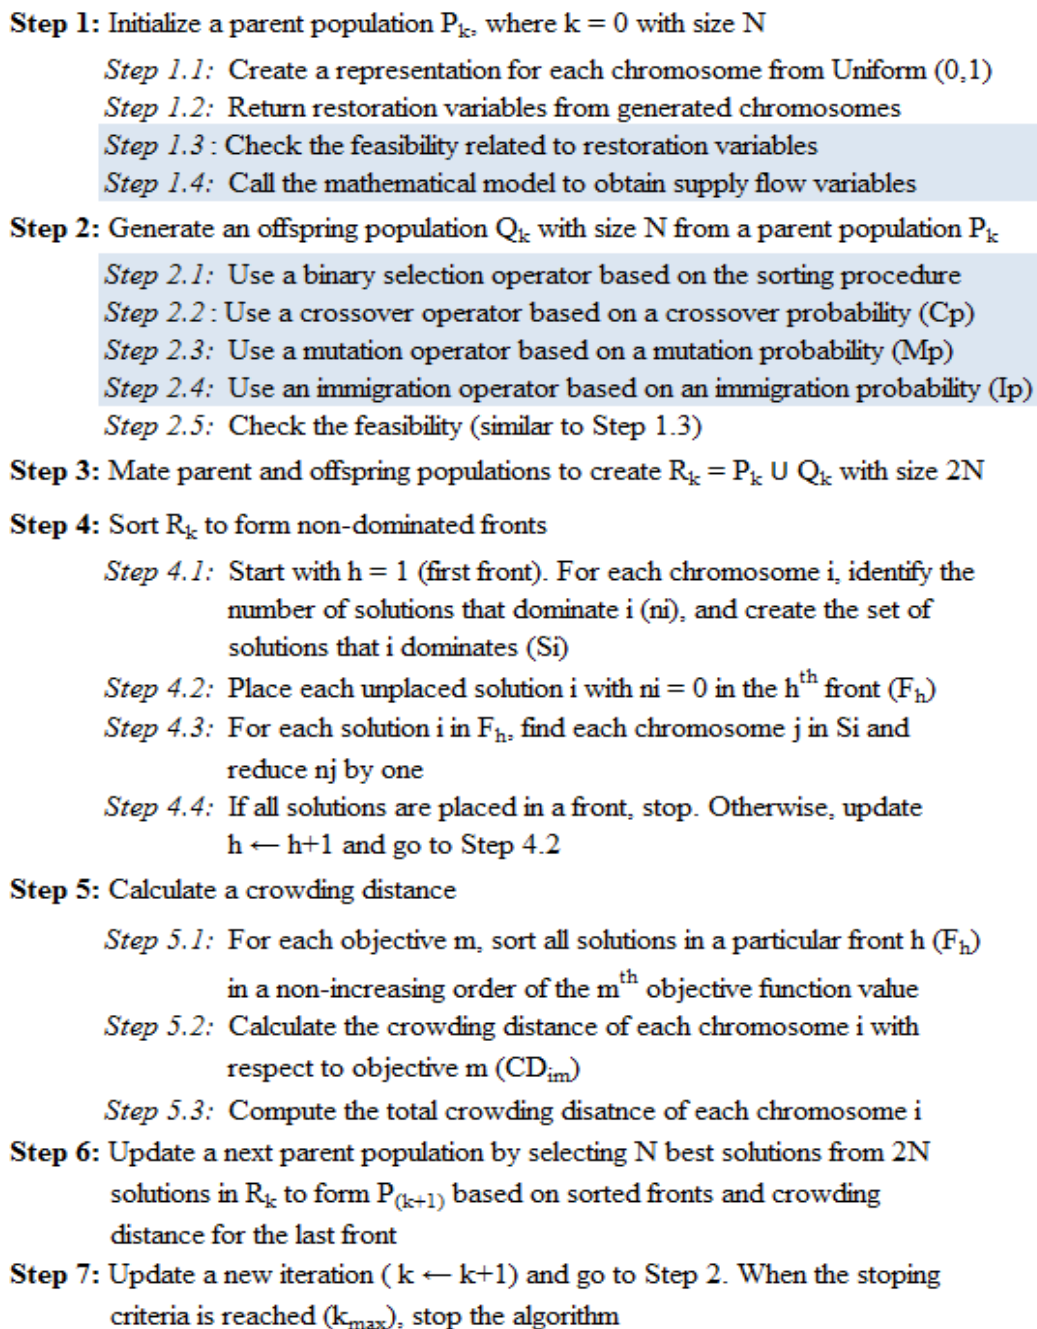 Step 1: Initialize a parent population Pk, where k = 0 with size N
Step 1.1: Create a representation for each chromosome from Uniform (0,1)
Step 1.2: Return restoration variables from generated chromosomes
Step 1.3 : Check the feasibility related to restoration variables
Step 1.4: Call the mathematical model to obtain supply flow variables
Step 2: Generate an offspring population Qk with size N from a parent population Pk
Step 2.1: Use a binary selection operator based on the sorting procedure
Step 2.2 : Use a crossover operator based on a crossover probability (Cp)
Step 2.3: Use a mutation operator based on a mutation probability (Mp)
Step 2.4: Use an immigration operator based on an immigration probability (Ip)
Step 2.5: Check the feasibility (similar to Step 1.3)
Step 3: Mate parent and offspring populations to create Rk = Pk U Qk with size 2N
Step 4: Sort Rk to form non-dominated fronts
Step 4.1: Start with h = 1 (first front). For each chromosome i, identify the
number of solutions that dominate i (ni), and create the set of
solutions that i dominates (Si)
Step 4.2: Place each unplaced solution i with ni = 0 in the hth front (Fh)
Step 4.3: For each solution i in Fh, find each chromosome j in Si and
reduce nj by one
Step 4.4: If all solutions are placed in a front, stop. Otherwise, update
h ← h+1 and go to Step 4.2
Step 5: Calculate a crowding distance
Step 5.1: For each objective m, sort all solutions in a particular front h (Fh)
in a non-increasing order of the mth objective function value
Step 5.2: Calculate the crowding distance of each chromosome i with
respect to objective m (CDim)
Step 5.3: Compute the total crowding disatnce of each chromosome i
Step 6: Update a next parent population by selecting N best solutions from 2N
solutions in Rk to form P(k+1) based on sorted fronts and crowding
distance for the last front
Step 7: Update a new iteration ( k ← k+1) and go to Step 2. When the stoping
criteria is reached (kmax), stop the algorithm